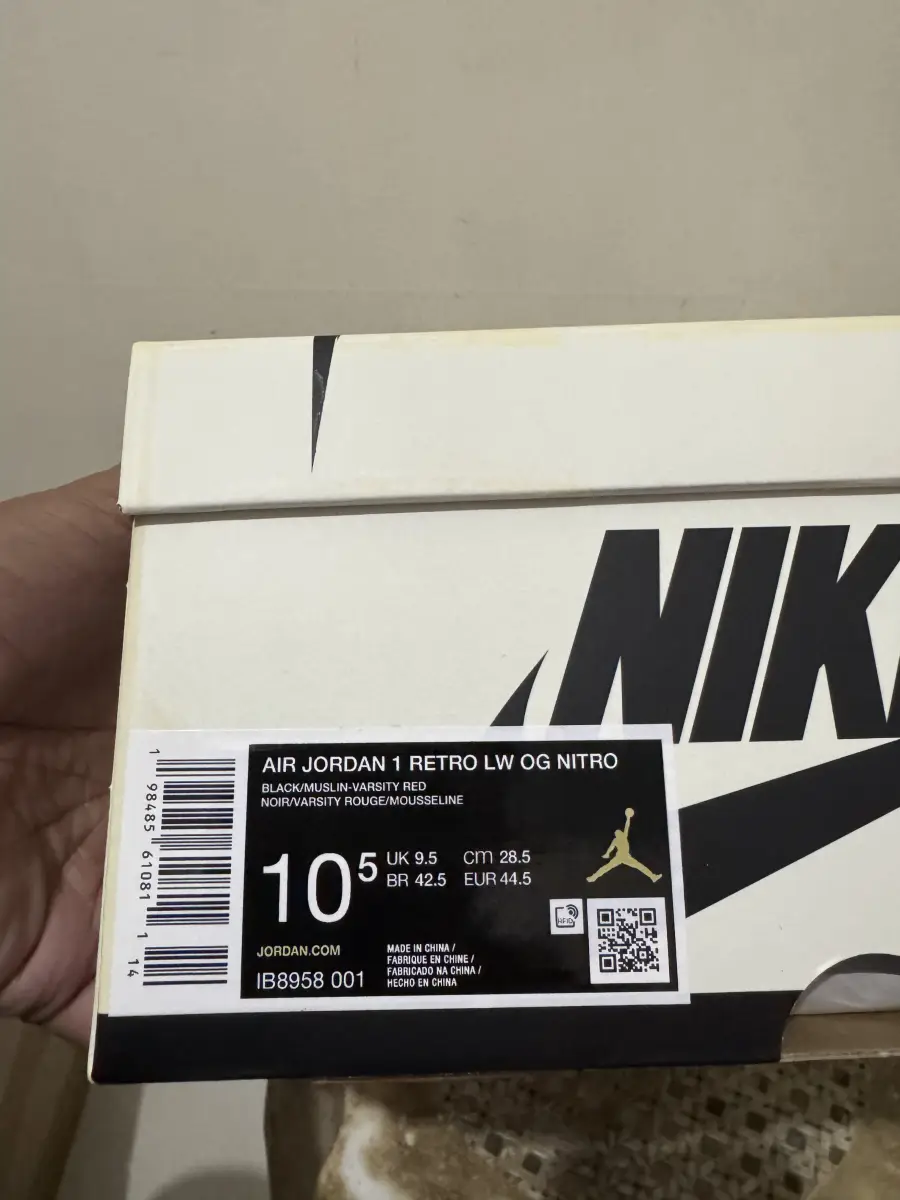 NIK
AIR JORDAN 1 RETRO LW OG NITRO
BLACK/MUSLIN-VARSITY RED
NOIR/VARSITY ROUGE/MOUSSELINE
10⁵
UK 9.5 cm 28.5
BR 42.5 EUR 44.5
RFID
JORDAN.COM
IB8958 001
MADE IN CHINA /
FABRIQUE EN CHINE /
FABRICADO NA CHINA /
HECHO EN CHINA
1 98485 61081 1 14